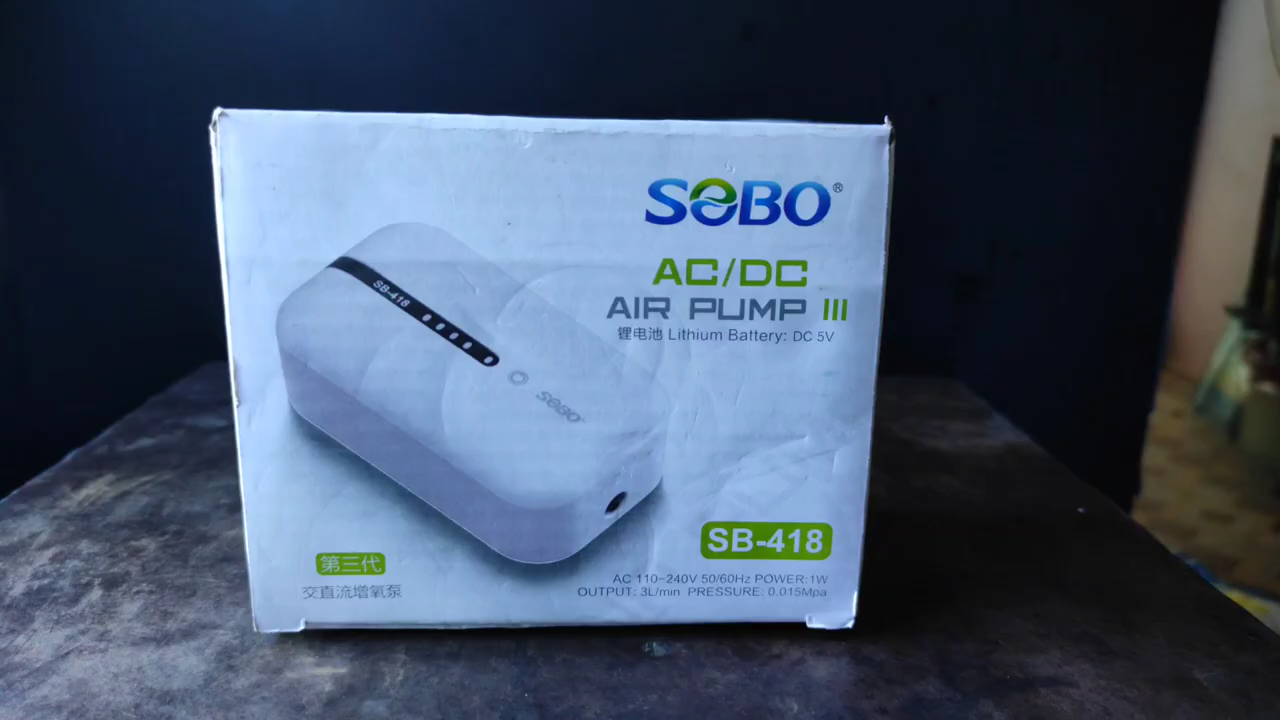 SOBO®
AC/DC
AIR PUMP III
锂电池 Lithium Battery: DC 5V
SB-418
SOBO
SB-418
第三代
交直流增氧泵
AC 110-240V 50/60Hz POWER:1W
OUTPUT: 3L/min PRESSURE: 0.015Mpa